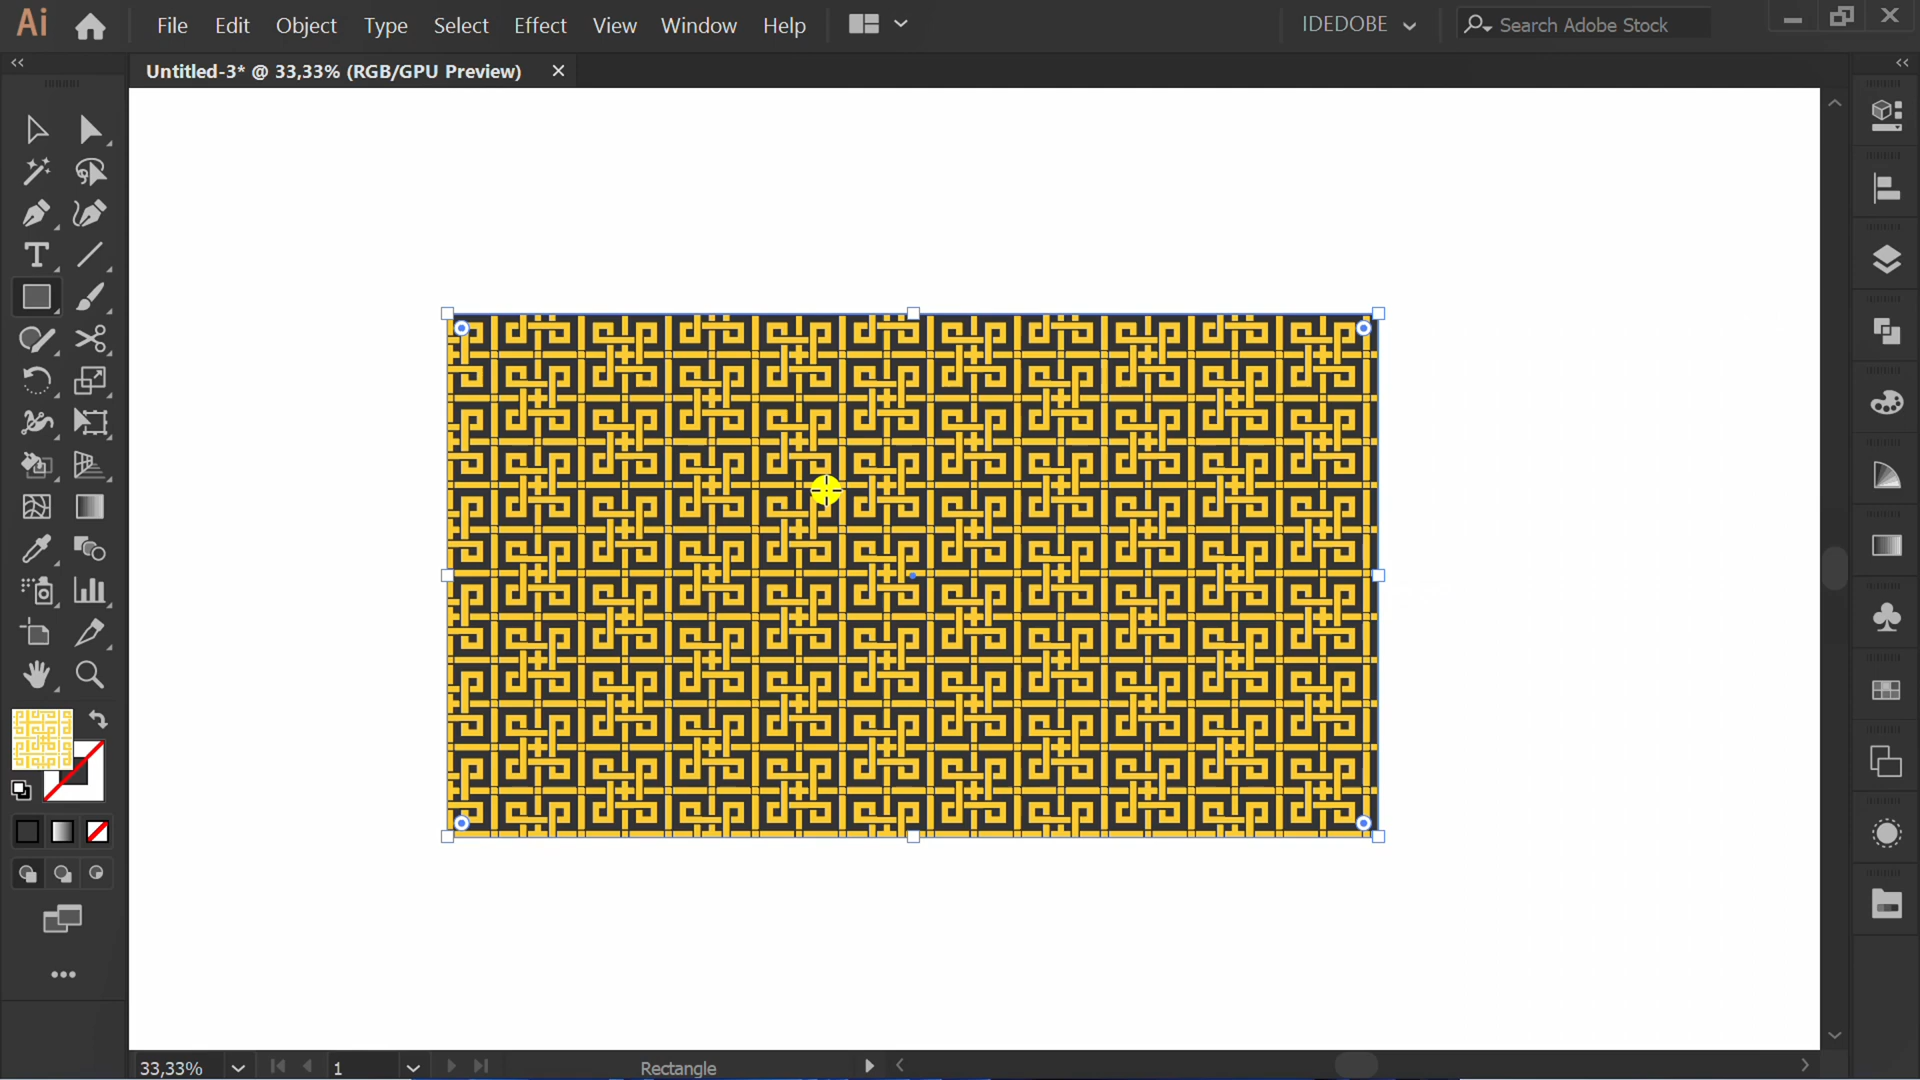 Ai File Edit Object Type Select Effect View Window Help IDEDOBE Search Adobe Stock
Untitled-3* @ 33,33% (RGB/GPU Preview)
33,33% 1 Rectangle